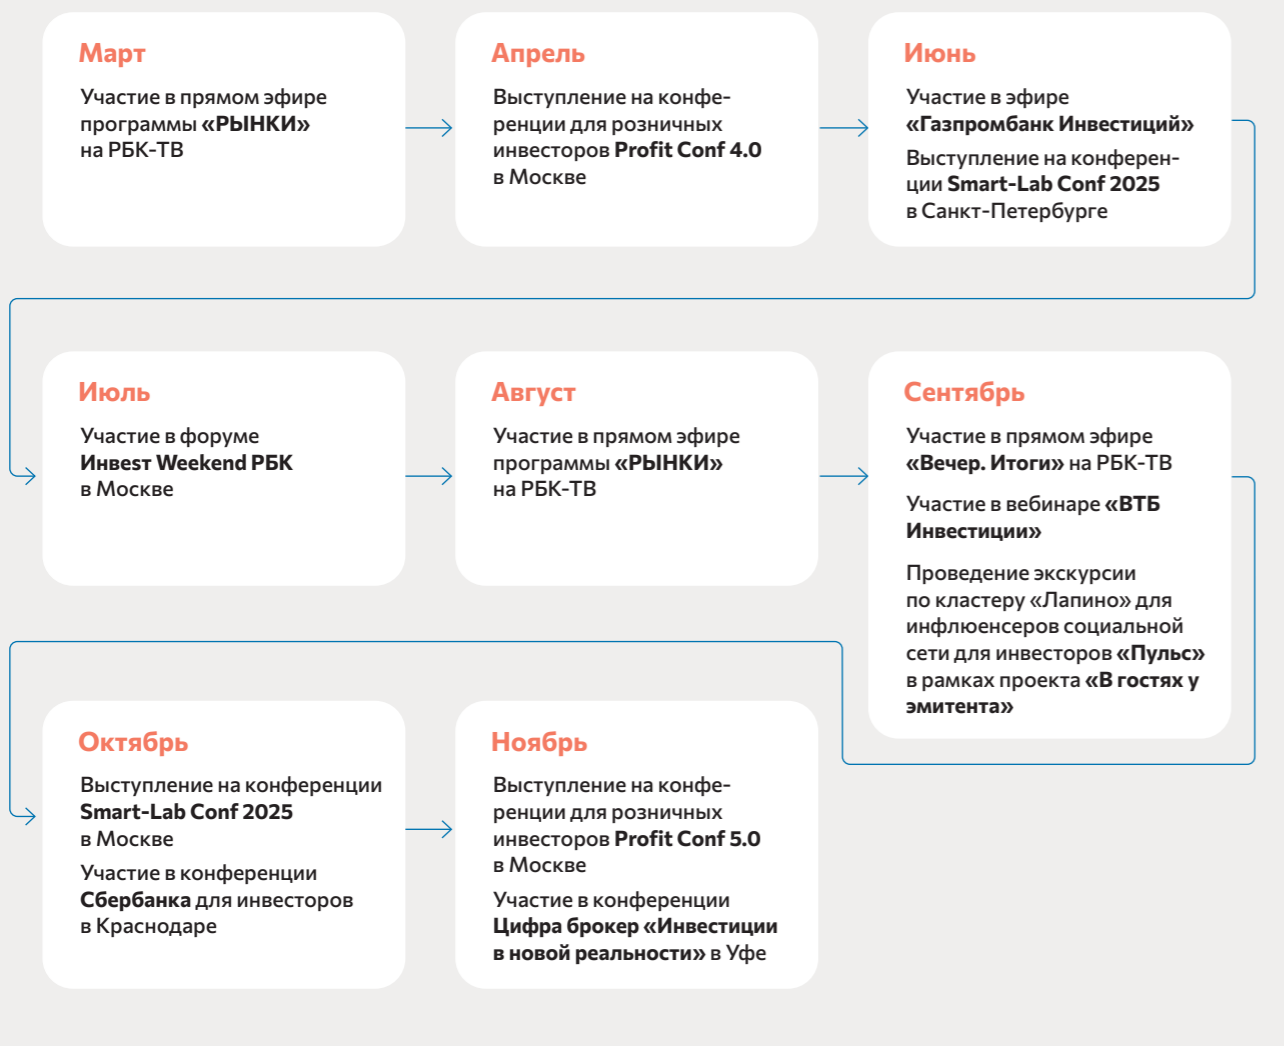 Март
Участие в прямом эфире
программы «РЫНКИ»
на РБК-ТВ
Апрель
Выступление на конфе-
ренции для розничных
инвесторов Profit Conf 4.0
в Москве
Июнь
Участие в эфире
«Газпромбанк Инвестиций»
Выступление на конферен-
ции Smart-Lab Conf 2025
в Санкт-Петербурге
Июль
Участие в форуме
Инвест Weekend РБК
в Москве
Август
Участие в прямом эфире
программы «РЫНКИ»
на РБК-ТВ
Сентябрь
Участие в прямом эфире
«Вечер. Итоги» на РБК-ТВ
Участие в вебинаре «ВТБ
Инвестиции»
Проведение экскурсии
по кластеру «Лапино» для
инфлюенсеров социальной
сети для инвесторов «Пульс»
в рамках проекта «В гостях у
эмитента»
Октябрь
Выступление на конференции
Smart-Lab Conf 2025
в Москве
Участие в конференции
Сбербанка для инвесторов
в Краснодаре
Ноябрь
Выступление на конфе-
ренции для розничных
инвесторов Profit Conf 5.0
в Москве
Участие в конференции
Цифра брокер «Инвестиции
в новой реальности» в Уфе